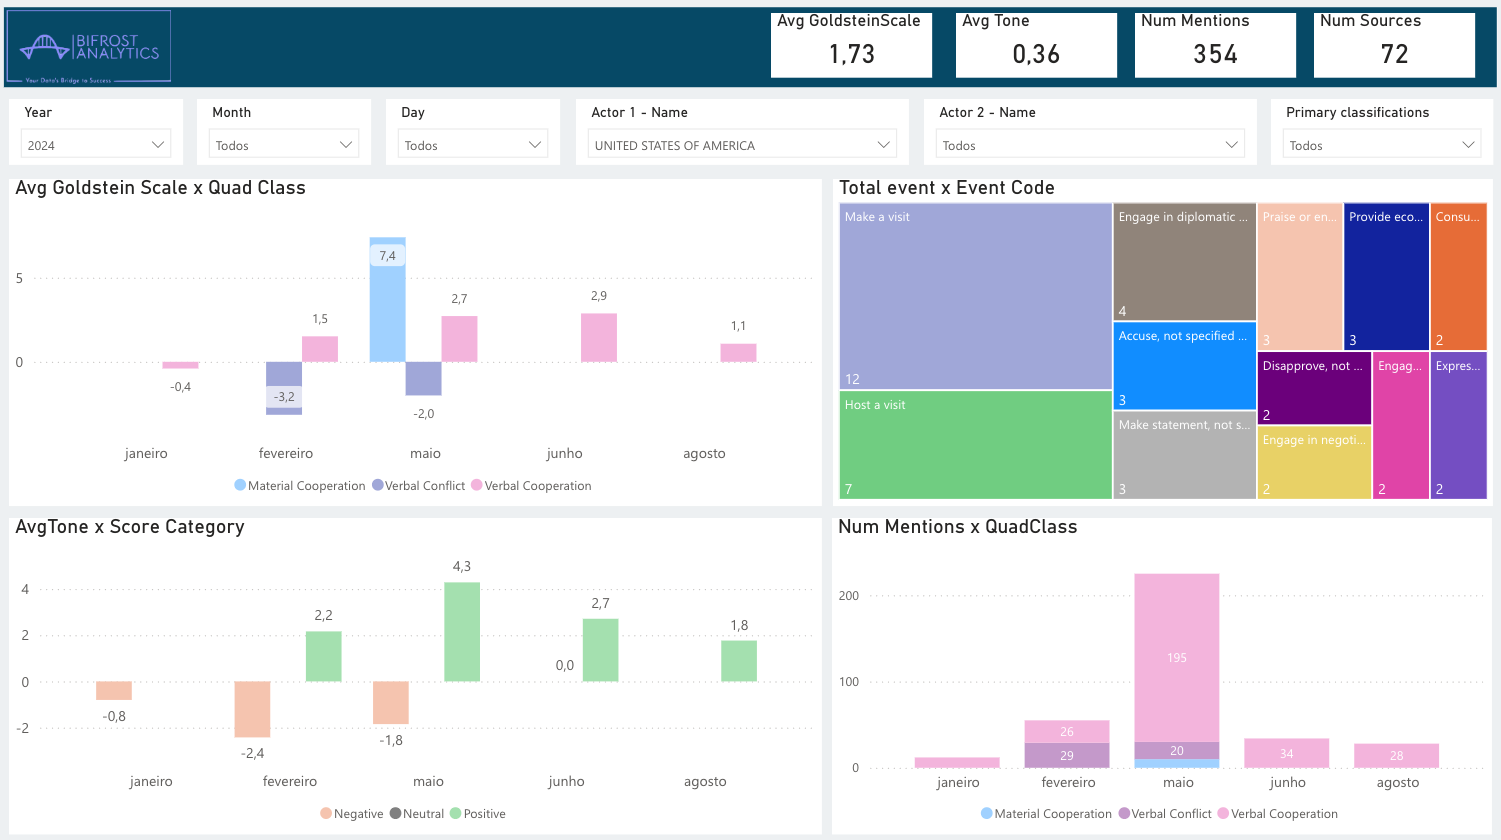 BIFROST
ANALYTICS
Your Data's Bridge to Success
Avg GoldsteinScale
1,73
Avg Tone
0,36
Num Mentions
354
Num Sources
72
Year
2024
Month
Todos
Day
Todos
Actor 1 - Name
UNITED STATES OF AMERICA
Actor 2 - Name
Todos
Primary classifications
Todos
Avg Goldstein Scale x Quad Class
5
0
-0,4
-3,2
1,5
7,4
-2,0
2,7
2,9
1,1
janeiro
fevereiro
maio
junho
agosto
Material Cooperation
Verbal Conflict
Verbal Cooperation
Total event x Event Code
Make a visit
12
Host a visit
7
Engage in diplomatic ...
4
Accuse, not specified ...
3
Make statement, not s...
3
Praise or en...
3
Provide eco...
3
Consu...
2
Disapprove, not ...
2
Engage in negoti...
2
Engag...
2
Expres...
2
AvgTone x Score Category
4
2
0
-2
-0,8
-2,4
2,2
-1,8
4,3
0,0
2,7
1,8
janeiro
fevereiro
maio
junho
agosto
Negative
Neutral
Positive
Num Mentions x QuadClass
200
100
0
26
29
195
20
34
28
janeiro
fevereiro
maio
junho
agosto
Material Cooperation
Verbal Conflict
Verbal Cooperation